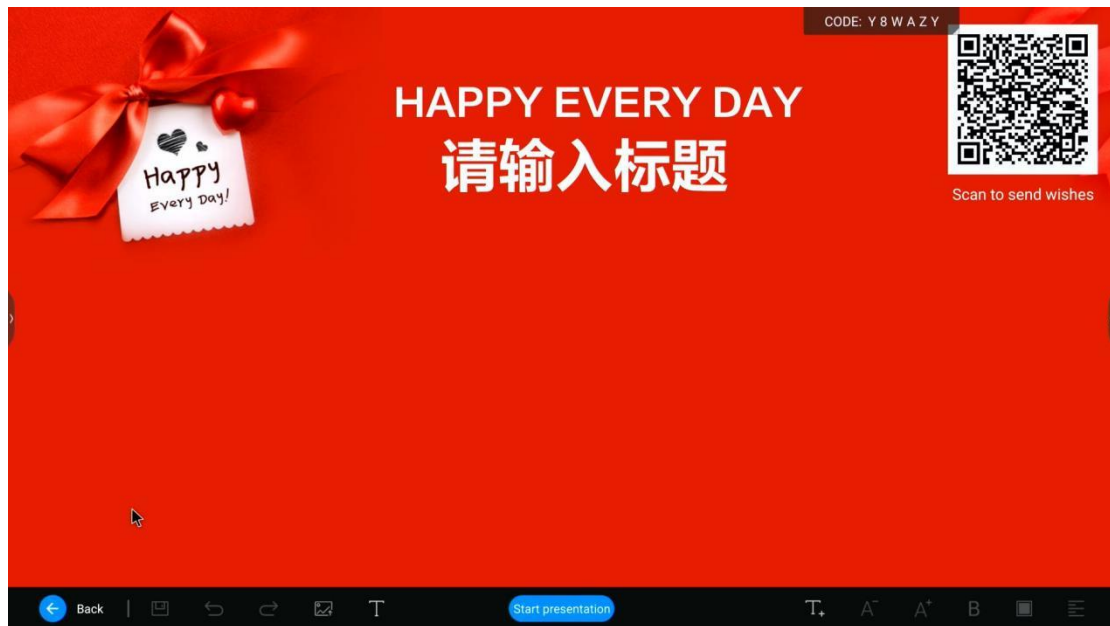 CODE: Y8WAZY
HAPPY EVERY DAY
请输入标题
Happy
Every Day!
Scan to send wishes
Back
T
Start presentation
T+
A-
A+
B